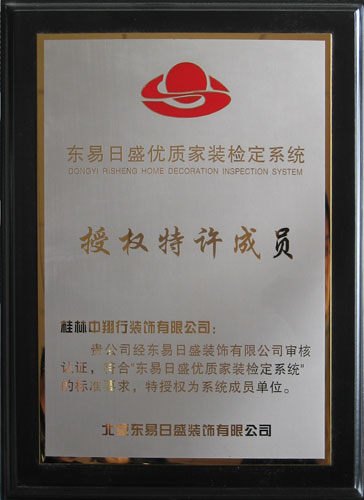 东易日盛优质家装检定系统
DONGYI RISHENG HOME DECORATION INSPECTION SYSTEM
授权特许成员
桂林中翔行装饰有限公司：
贵公司经东易日盛装饰有限公司审核
认证，符合“东易日盛优质家装检定系统”
的标准要求，特授权为系统成员单位。
北京东易日盛装饰有限公司